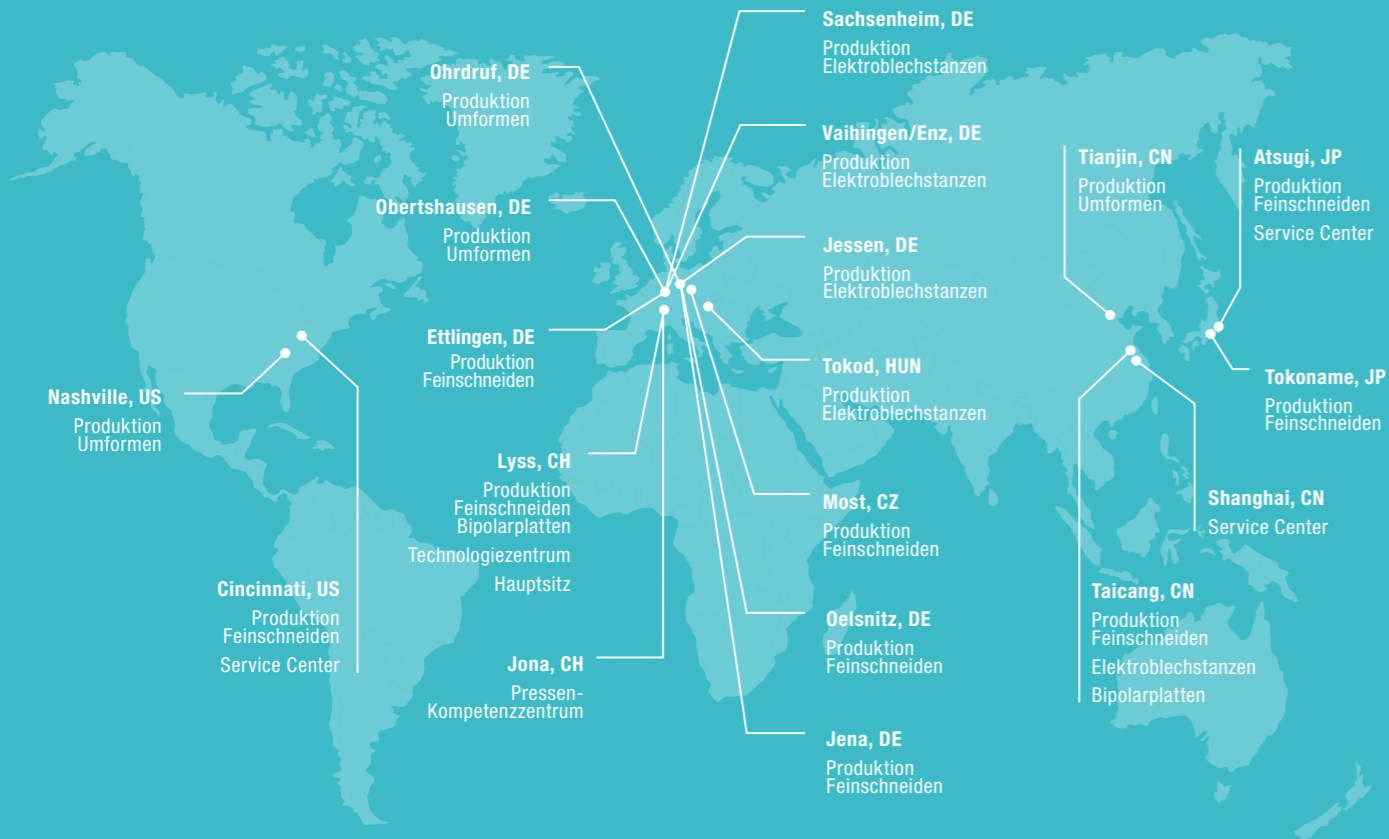 Sachsenheim, DE
Produktion
Elektroblechstanzen
Ohrdruf, DE
Produktion
Umformen
Vaihingen/Enz, DE
Produktion
Elektroblechstanzen
Tianjin, CN
Produktion
Umformen
Atsugi, JP
Produktion
Feinschneiden
Service Center
Obertshausen, DE
Produktion
Umformen
Jessen, DE
Produktion
Elektroblechstanzen
Ettlingen, DE
Produktion
Feinschneiden
Tokod, HUN
Produktion
Elektroblechstanzen
Tokoname, JP
Produktion
Feinschneiden
Nashville, US
Produktion
Umformen
Lyss, CH
Produktion
Feinschneiden
Bipolarplatten
Technologiezentrum
Hauptsitz
Most, CZ
Produktion
Feinschneiden
Shanghai, CN
Service Center
Cincinnati, US
Produktion
Feinschneiden
Service Center
Oelsnitz, DE
Produktion
Feinschneiden
Taicang, CN
Produktion
Feinschneiden
Elektroblechstanzen
Bipolarplatten
Jona, CH
Pressen-
Kompetenzzentrum
Jena, DE
Produktion
Feinschneiden